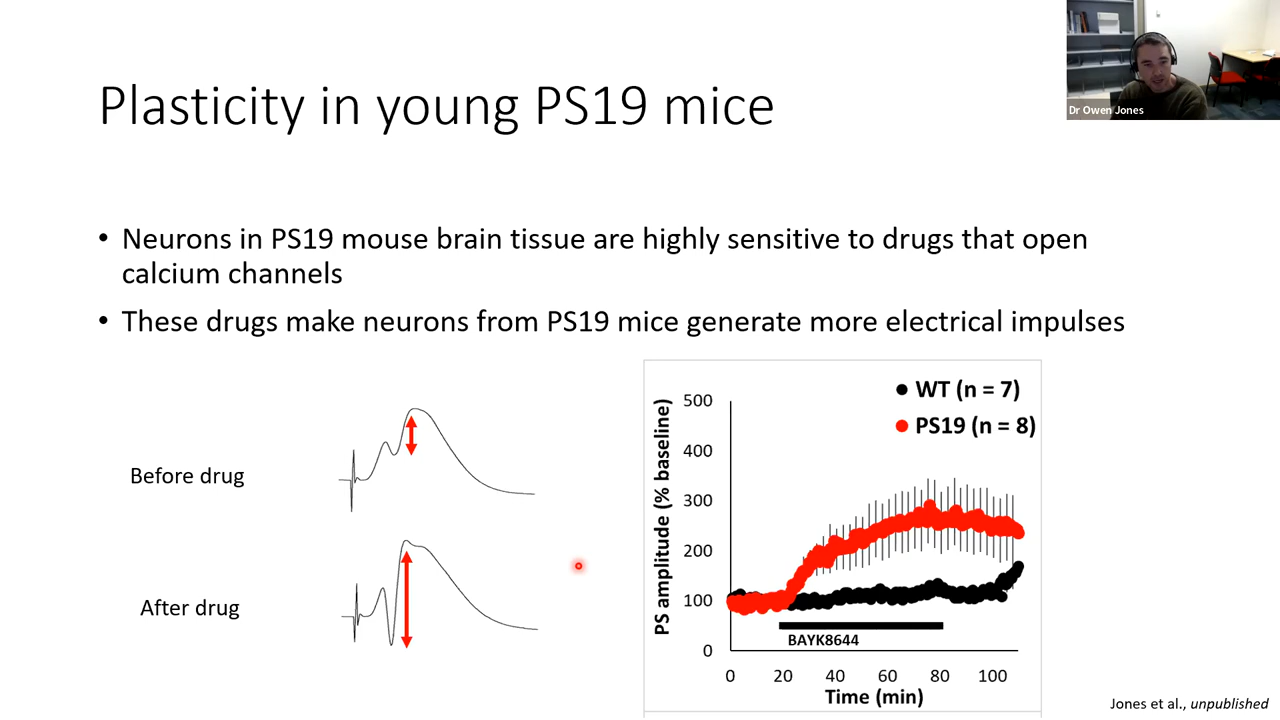 Plasticity in young PS19 mice
Dr Owen Jones
• Neurons in PS19 mouse brain tissue are highly sensitive to drugs that open
calcium channels
• These drugs make neurons from PS19 mice generate more electrical impulses
Before drug
After drug
WT (n = 7)
PS19 (n = 8)
PS amplitude (% baseline)
500
400
300
200
100
0
BAYK8644
0 20 40 60 80 100
Time (min)
Jones et al., unpublished